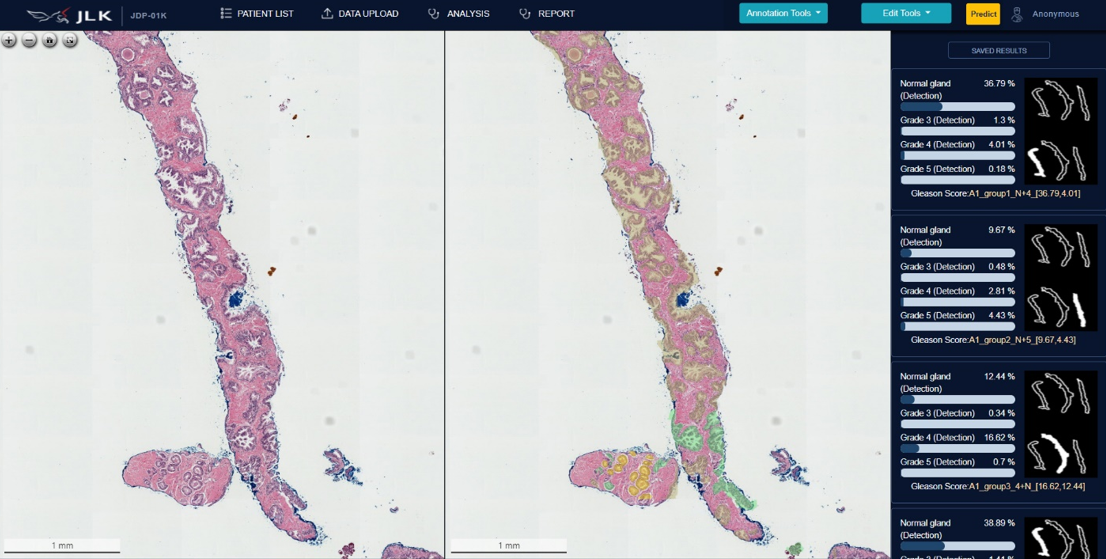 JLK JDP-01K PATIENT LIST DATA UPLOAD ANALYSIS REPORT Annotation Tools Edit Tools Predict Anonymous
SAVED RESULTS
Normal gland (Detection) 36.79 %
Grade 3 (Detection) 1.3 %
Grade 4 (Detection) 4.01 %
Grade 5 (Detection) 0.18 %
Gleason Score:A1_group1_N+4_[36.79,4.01]
Normal gland (Detection) 9.67 %
Grade 3 (Detection) 0.48 %
Grade 4 (Detection) 2.81 %
Grade 5 (Detection) 4.43 %
Gleason Score:A1_group2_N+5_[9.67,4.43]
Normal gland (Detection) 12.44 %
Grade 3 (Detection) 0.34 %
Grade 4 (Detection) 16.62 %
Grade 5 (Detection) 0.7 %
Gleason Score:A1_group3_4+N_[16.62,12.44]
Normal gland (Detection) 38.89 %
1 mm
1 mm